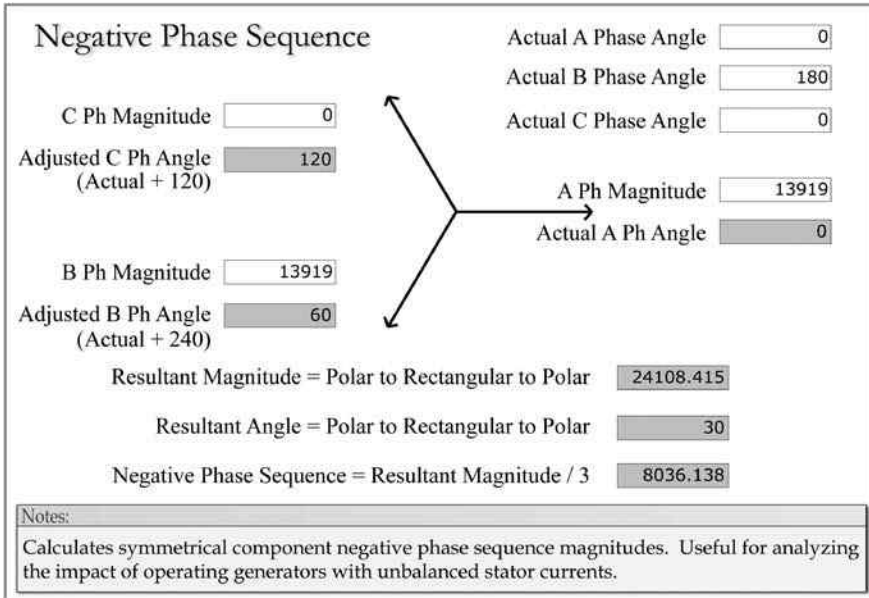 Negative Phase Sequence
Actual A Phase Angle 0
Actual B Phase Angle 180
Actual C Phase Angle 0
C Ph Magnitude 0
Adjusted C Ph Angle 120
(Actual + 120)
A Ph Magnitude 13919
Actual A Ph Angle 0
B Ph Magnitude 13919
Adjusted B Ph Angle 60
(Actual + 240)
Resultant Magnitude = Polar to Rectangular to Polar 24108.415
Resultant Angle = Polar to Rectangular to Polar 30
Negative Phase Sequence = Resultant Magnitude / 3 8036.138
Notes:
Calculates symmetrical component negative phase sequence magnitudes. Useful for analyzing
the impact of operating generators with unbalanced stator currents.